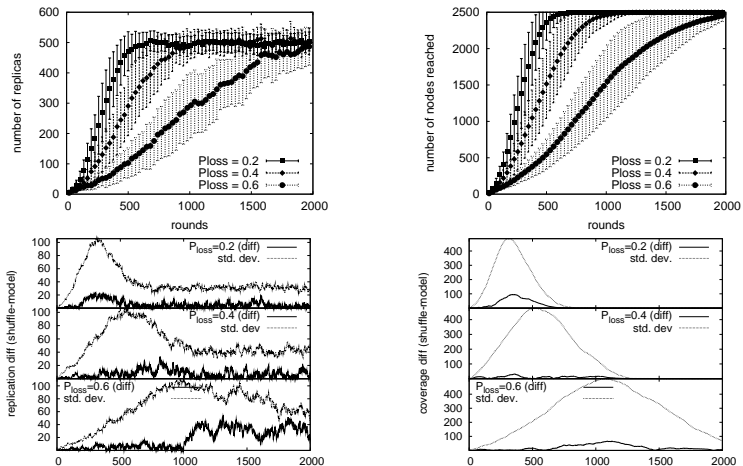 number of replicas
600
500
400
300
200
100
0
0 500 1000 1500 2000
rounds
Ploss = 0.2
Ploss = 0.4
Ploss = 0.6
number of nodes reached
2500
2000
1500
1000
500
0
0 500 1000 1500 2000
rounds
Ploss = 0.2
Ploss = 0.4
Ploss = 0.6
replication diff (shuffle-model)
100
80
60
40
20
Ploss=0.2 (diff)
std. dev.
100
80
60
40
20
Ploss=0.4 (diff)
std. dev
100
80
60
40
20
Ploss=0.6 (diff)
std. dev.
0 500 1000 1500 2000
coverage diff (shuffle-model)
400
300
200
100
Ploss=0.2 (diff)
std. dev.
400
300
200
100
Ploss=0.4 (diff)
std. dev
400
300
200
100
Ploss=0.6 (diff)
std. dev.
0 500 1000 1500 2000